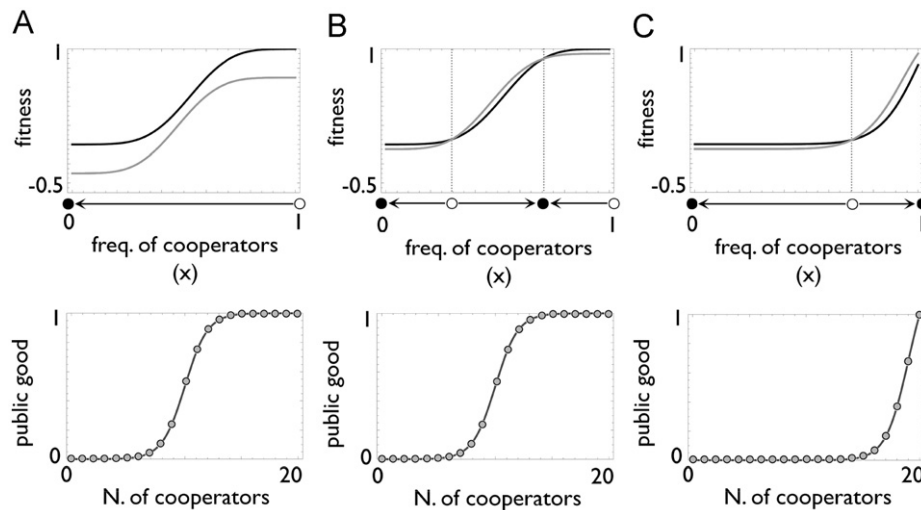 A
1
fitness
-0.5
0
1
freq. of cooperators
(x)
B
1
fitness
-0.5
0
1
freq. of cooperators
(x)
C
1
fitness
-0.5
0
1
freq. of cooperators
(x)
1
public good
0
0
20
N. of cooperators
1
public good
0
0
20
N. of cooperators
1
public good
0
0
20
N. of cooperators